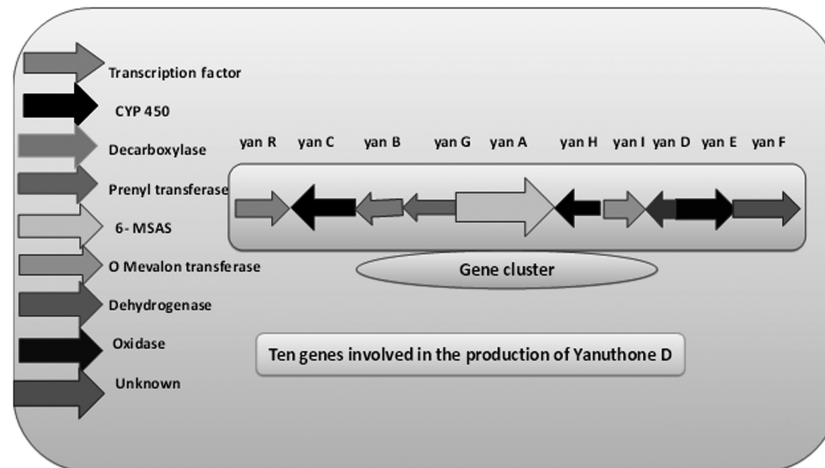 Transcription factor
CYP 450
Decarboxylase
Prenyl transferase
6- MSAS
O Mevalon transferase
Dehydrogenase
Oxidase
Unknown
yan R yan C yan B yan G yan A yan H yan I yan D yan E yan F
Gene cluster
Ten genes involved in the production of Yanuthone D